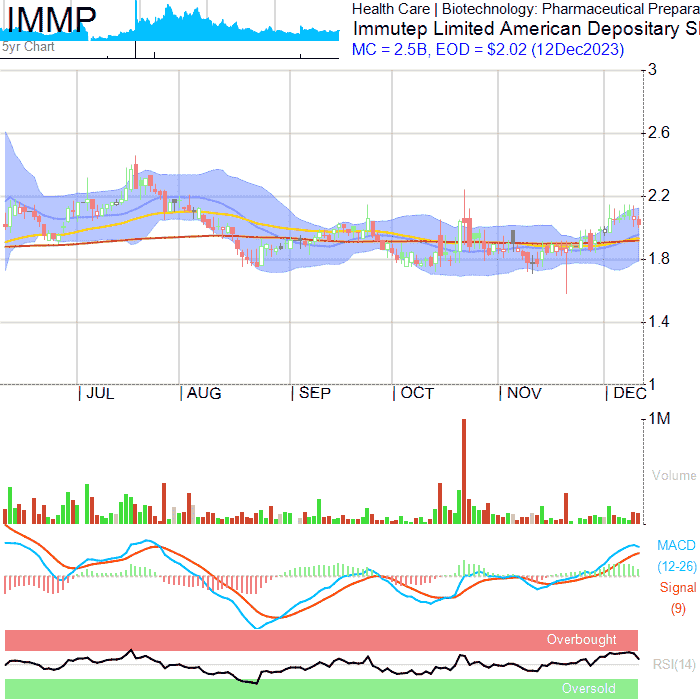 IMMP
5yr Chart
Health Care | Biotechnology: Pharmaceutical Prepara
Immutep Limited American Depositary S
MC = 2.5B, EOD = $2.02 (12Dec2023)
3
2.6
2.2
1.8
1.4
1
JUL AUG SEP OCT NOV DEC
1M
Volume
MACD
(12-26)
Signal
(9)
Overbought
RSI(14)
Oversold